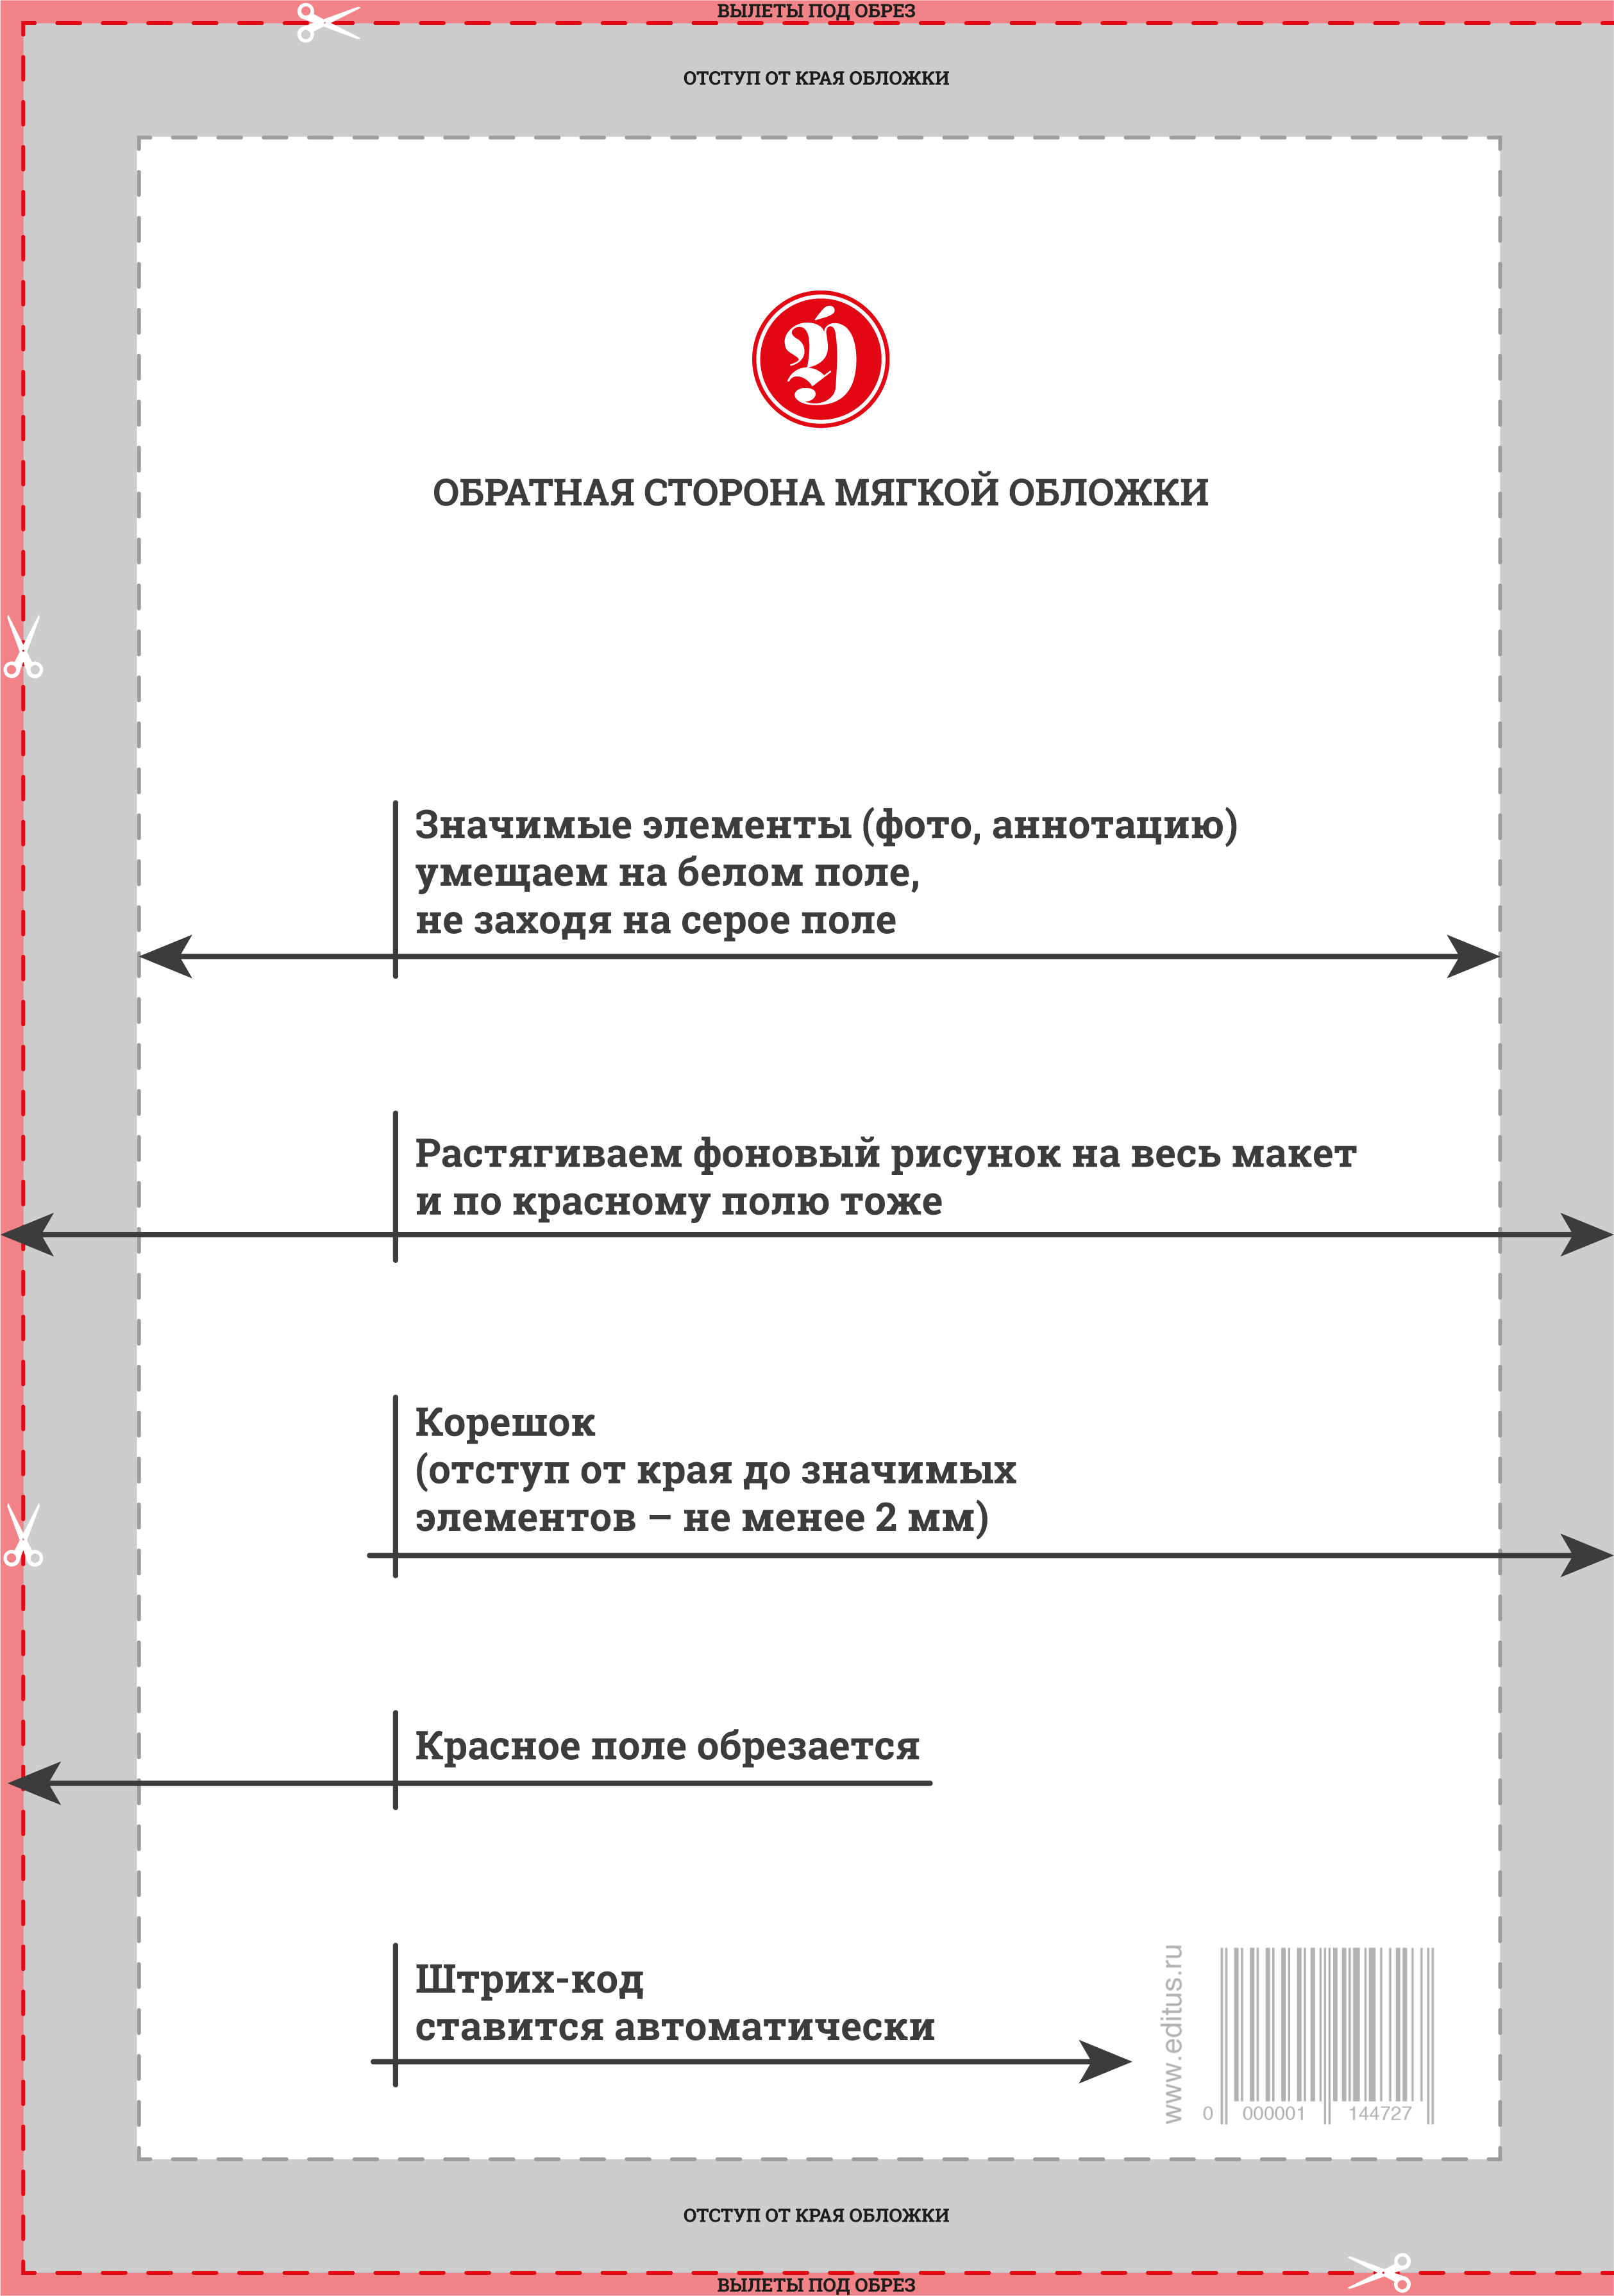 ВЫЛЕТЫ ПОД ОБРЕЗ
ОТСТУП ОТ КРАЯ ОБЛОЖКИ
ОБРАТНАЯ СТОРОНА МЯГКОЙ ОБЛОЖКИ
Значимые элементы (фото, аннотацию)
умещаем на белом поле,
не заходя на серое поле
Растягиваем фоновый рисунок на весь макет
и по красному полю тоже
Корешок
(отступ от края до значимых
элементов – не менее 2 мм)
Красное поле обрезается
Штрих-код
ставится автоматически
www.editus.ru
0 000001 144727
ОТСТУП ОТ КРАЯ ОБЛОЖКИ
ВЫЛЕТЫ ПОД ОБРЕЗ